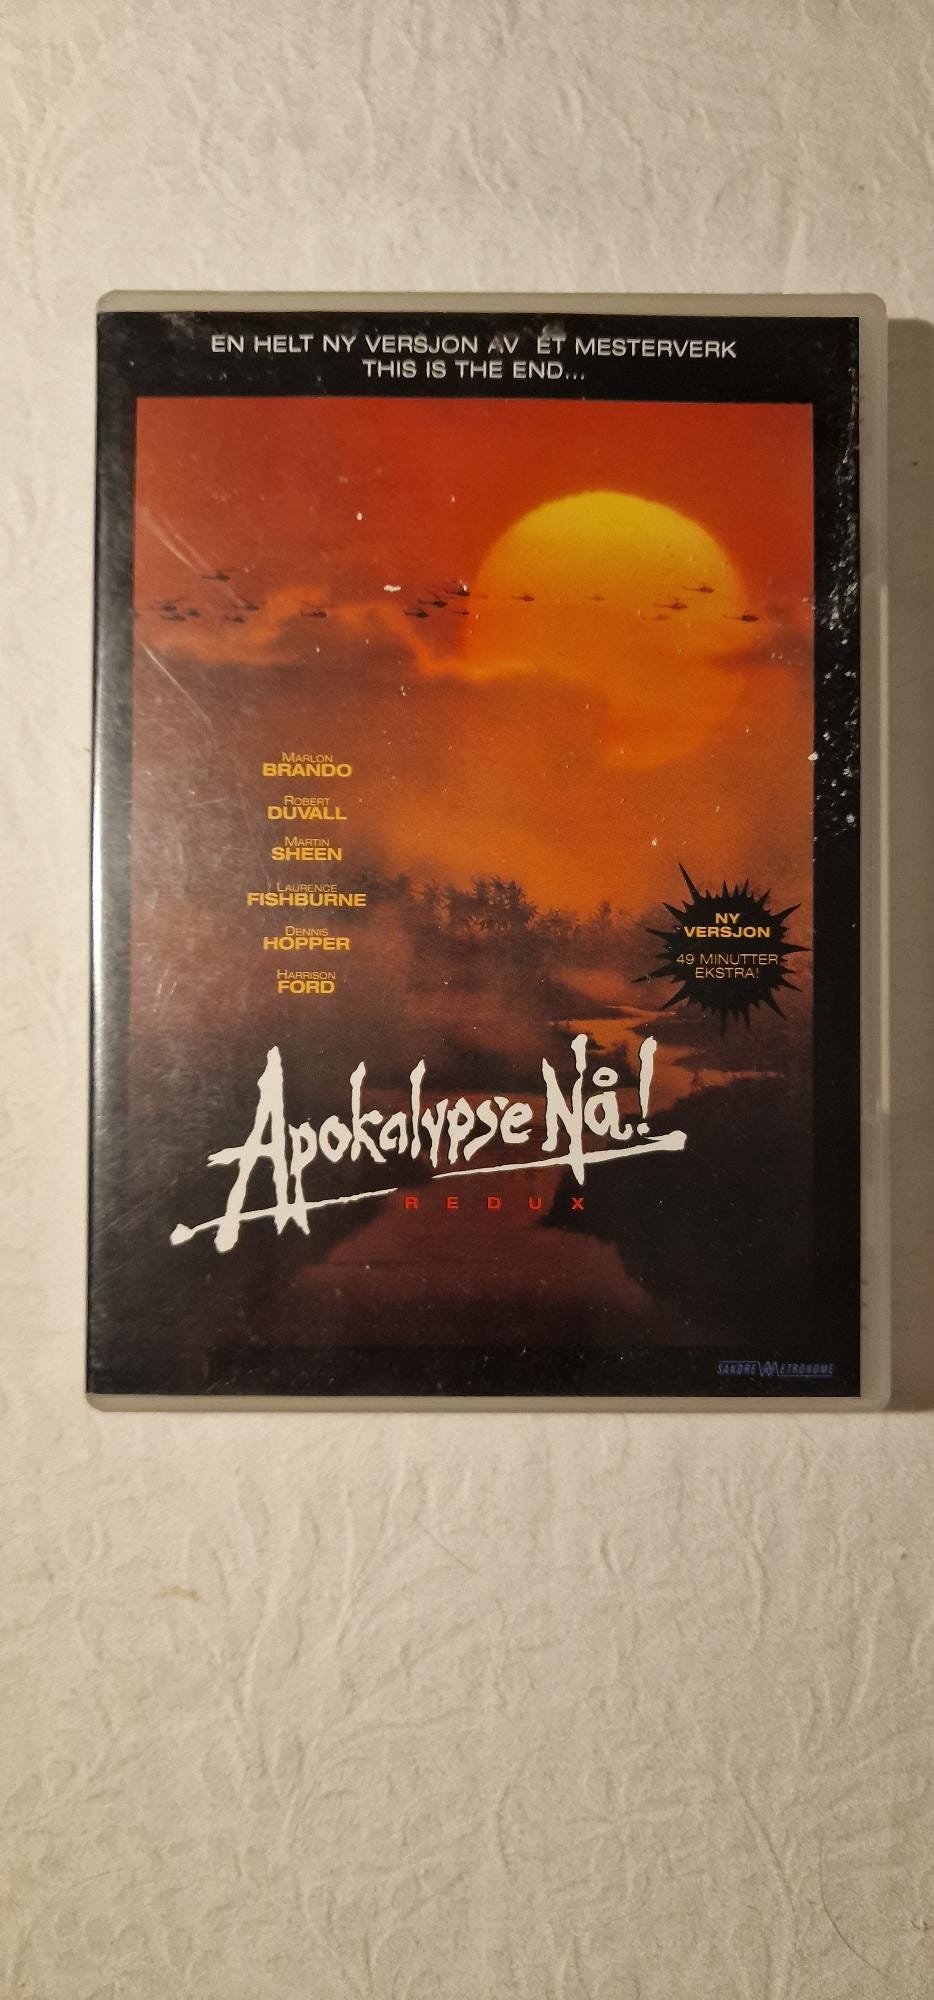 EN HELT NY VERSJON AV ET MESTERVERK
THIS IS THE END...
MARLON
BRANDO
ROBERT
DUVALL
MARTIN
SHEEN
LAURENCE
FISHBURNE
DENNIS
HOPPER
HARRISON
FORD
NY
VERSJON
49 MINUTTER
EKSTRA!
Apokalypse Nå!
REDUX
SANDREW METRONOME